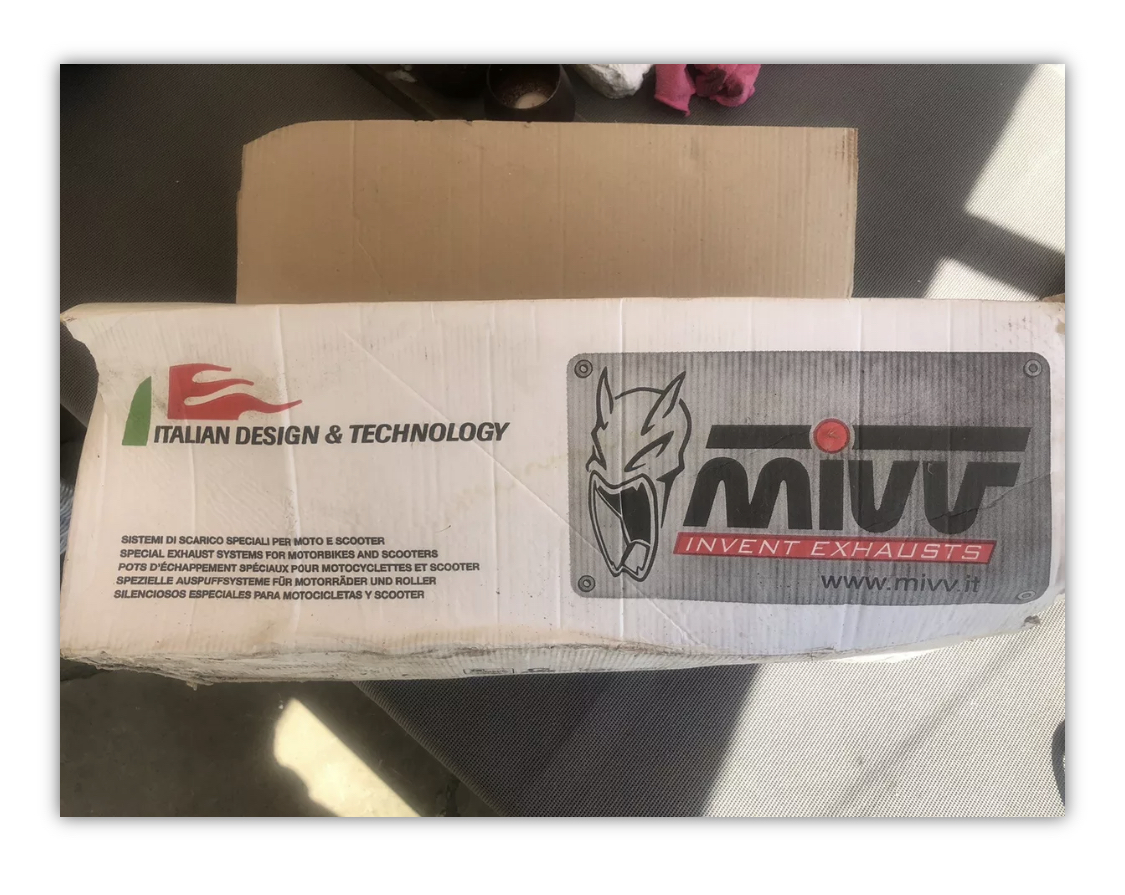 ITALIAN DESIGN & TECHNOLOGY
SISTEMI DI SCARICO SPECIALI PER MOTO E SCOOTER
SPECIAL EXHAUST SYSTEMS FOR MOTORBIKES AND SCOOTERS
POTS D'ÉCHAPPEMENT SPÉCIAUX POUR MOTOCYCLETTES ET SCOOTER
SPEZIELLE AUSPUFFSYSTEME FÜR MOTORRÄDER UND ROLLER
SILENCIOSOS ESPECIALES PARA MOTOCICLETAS Y SCOOTER
mivv
INVENT EXHAUSTS
www.mivv.it